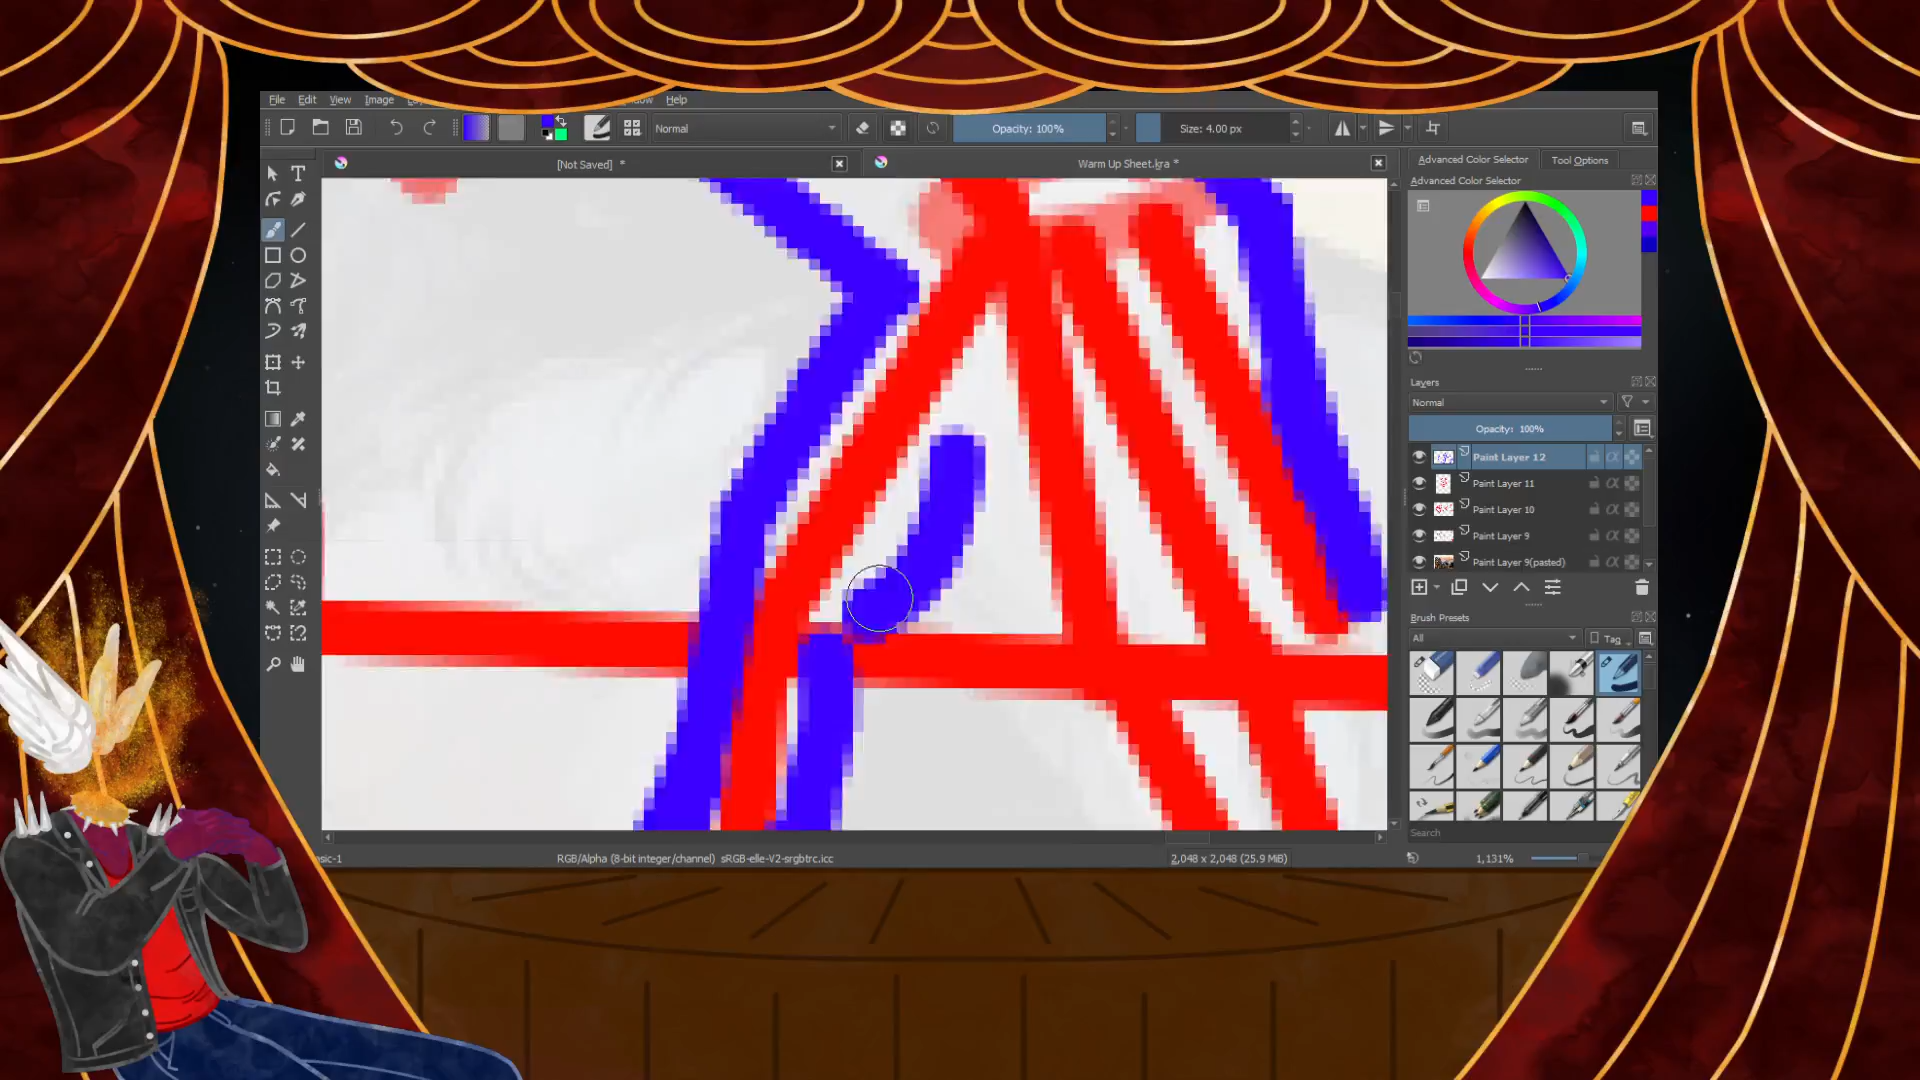 File Edit View Image Help
Normal
Opacity: 100%
Size: 4.00 px
[Not Saved] *
Warm Up Sheet.kra *
Advanced Color Selector
Tool Options
Advanced Color Selector
Layers
Normal
Opacity: 100%
Paint Layer 12
Paint Layer 11
Paint Layer 10
Paint Layer 9
Paint Layer 9(pasted)
Brush Presets
All
Tag
Search
RGB/Alpha (8-bit integer/channel) sRGB-elle-V2-srgbtrc.icc
2,048 x 2,048 (25.9 MiB)
1,131%